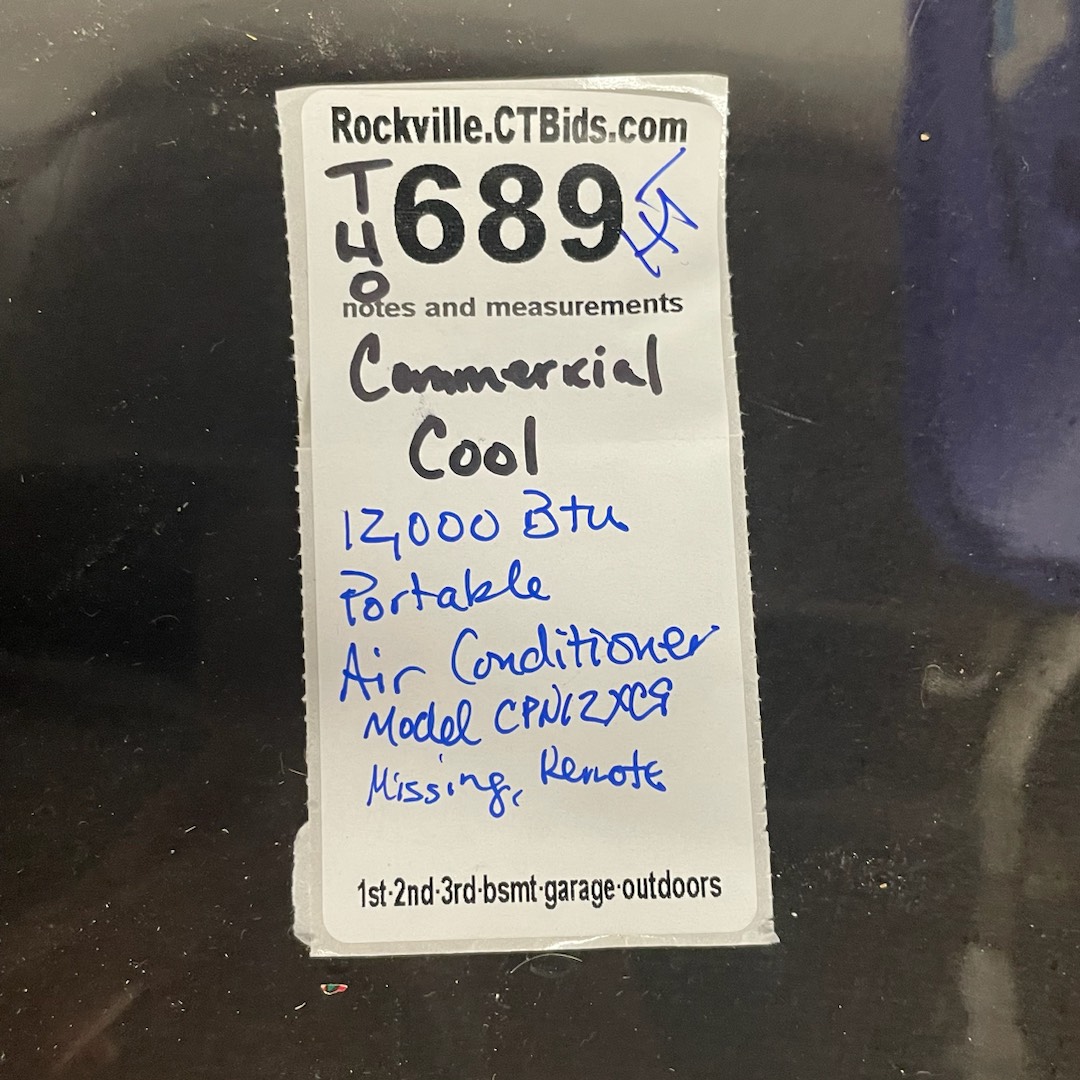 Rockville.CTBids.com
T40
689
notes and measurements
Commercial
Cool
12,000 Btu
Portable
Air Conditioner
Model CPN12XC9
Missing, Remote
1st·2nd·3rd·bsmt·garage·outdoors